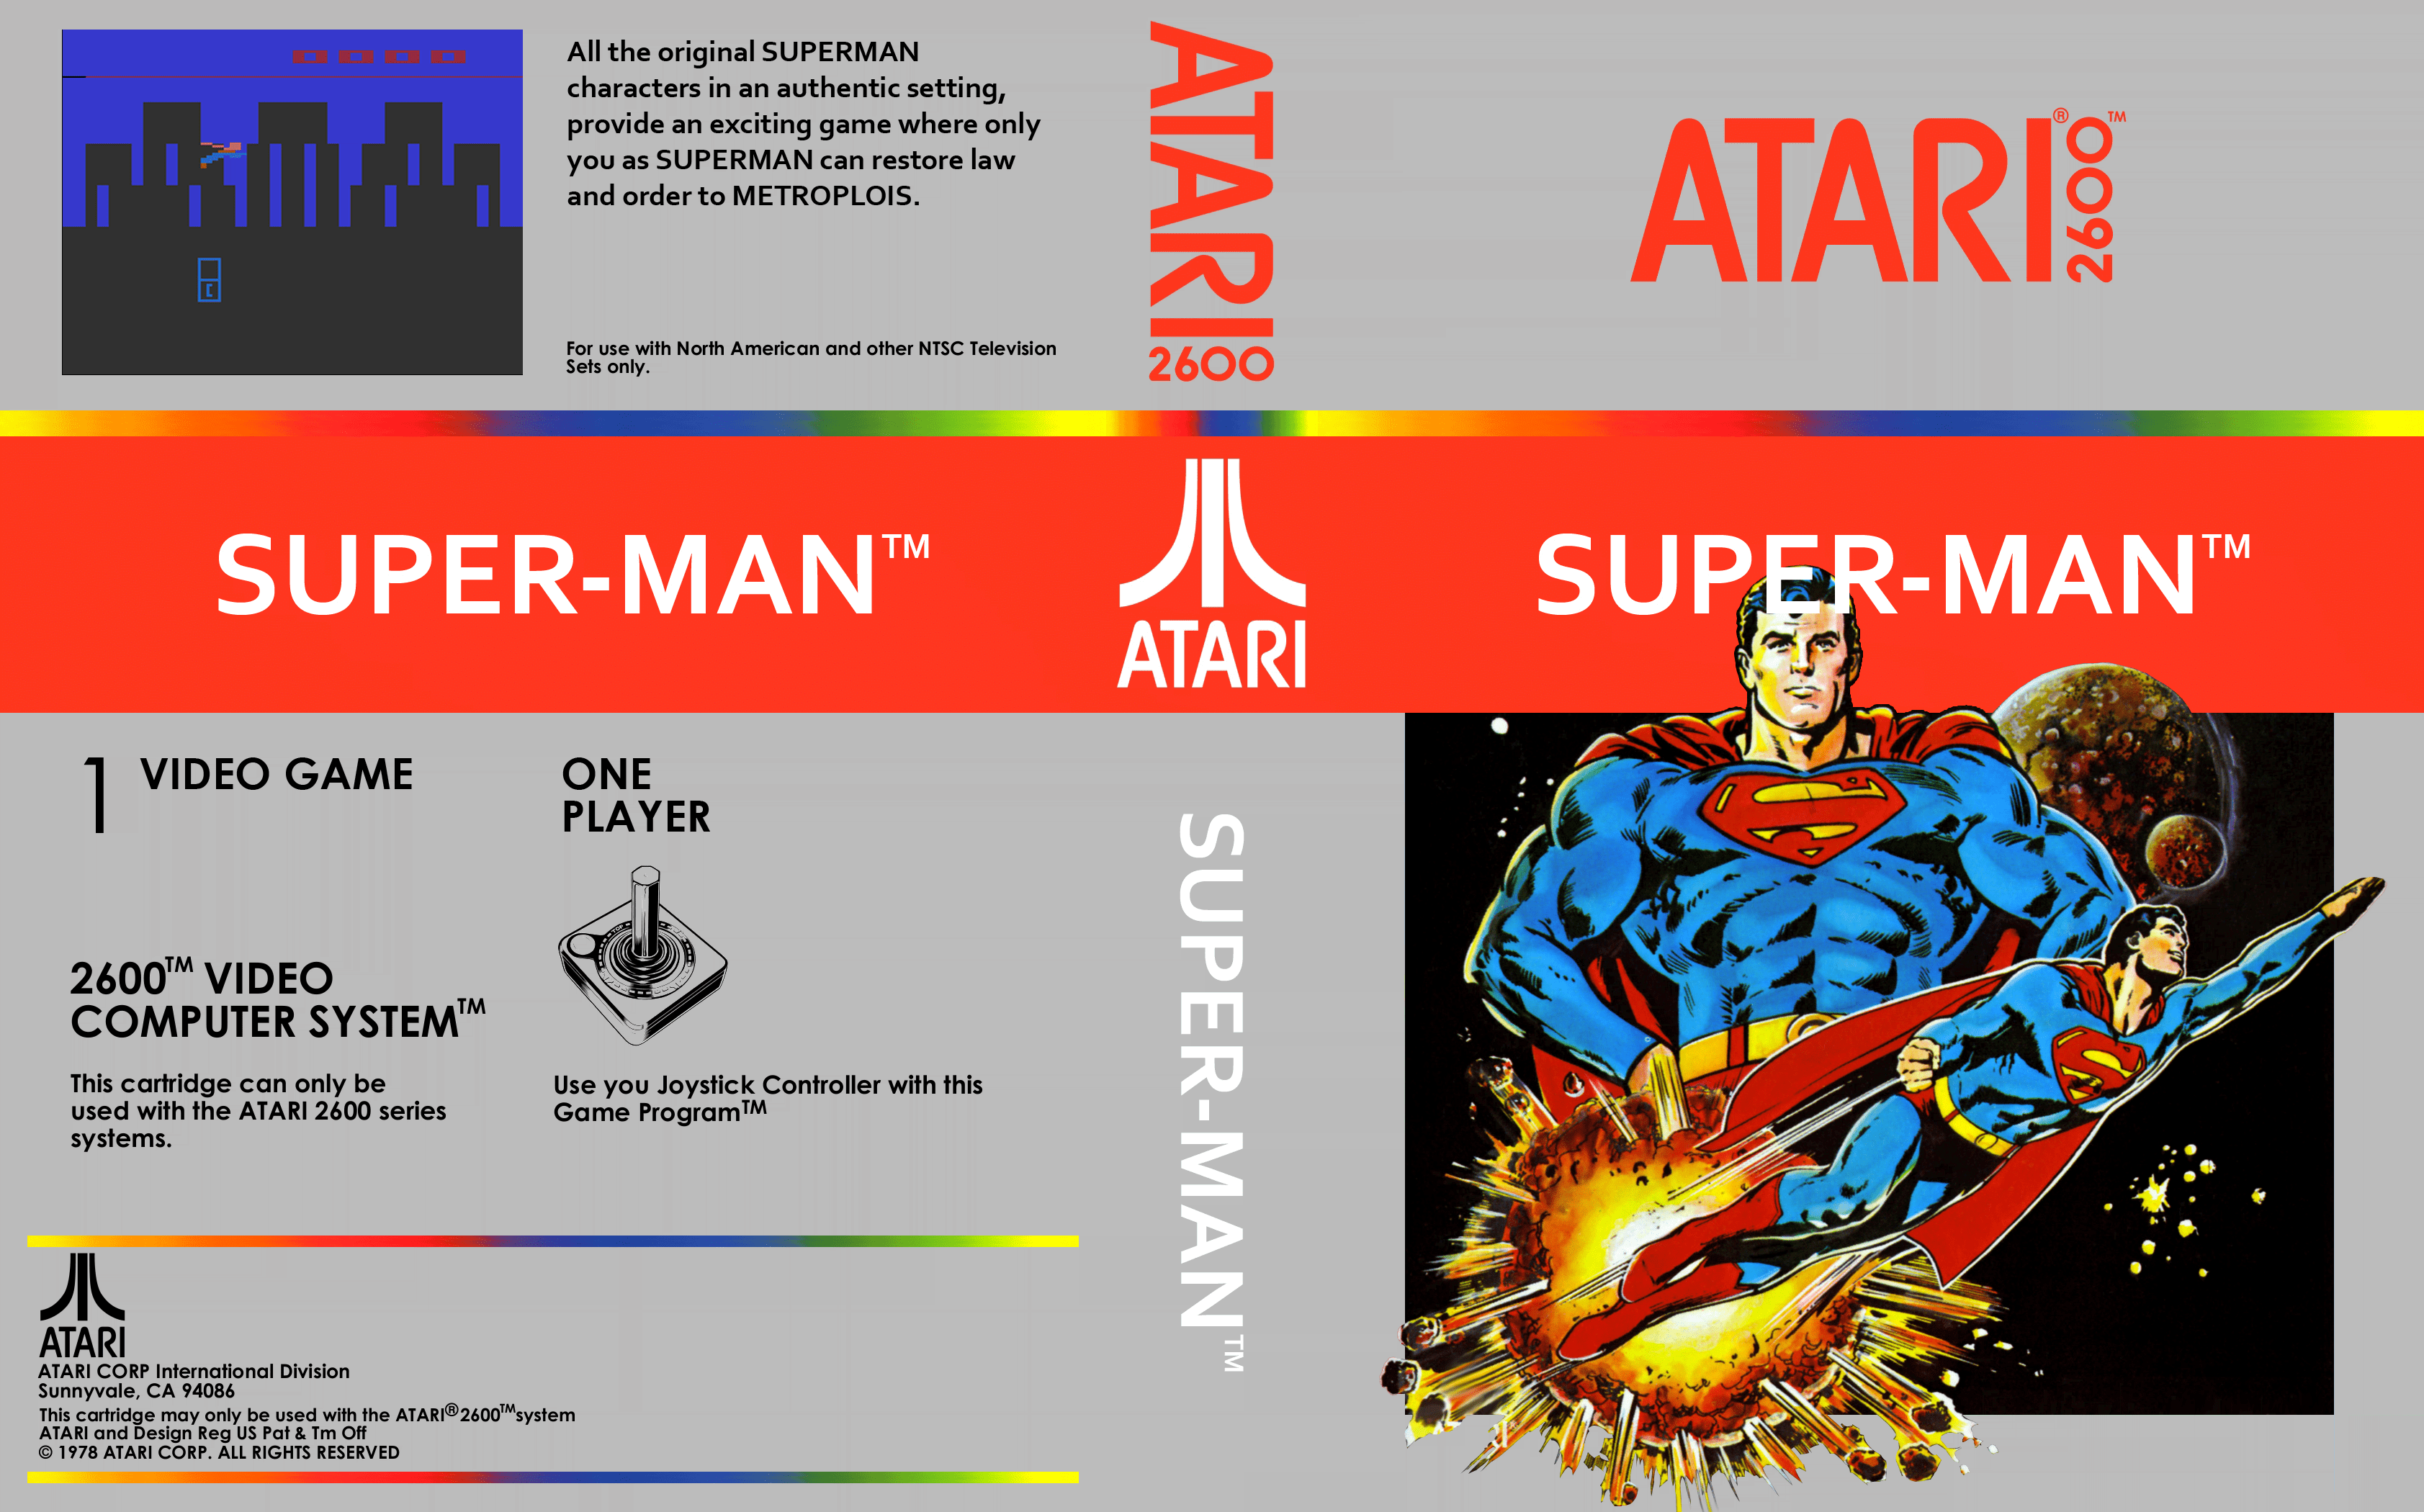 All the original SUPERMAN
characters in an authentic setting,
provide an exciting game where only
you as SUPERMAN can restore law
and order to METROPLOIS.
For use with North American and other NTSC Television
Sets only.
ATARI
2600
ATARI® 2600™
SUPER-MAN™
ATARI
SUPER-MAN™
1 VIDEO GAME
ONE
PLAYER
2600™ VIDEO
COMPUTER SYSTEM™
This cartridge can only be
used with the ATARI 2600 series
systems.
Use you Joystick Controller with this
Game Program™
SUPER-MAN™
ATARI
ATARI CORP International Division
Sunnyvale, CA 94086
This cartridge may only be used with the ATARI®2600™system
ATARI and Design Reg US Pat & Tm Off
© 1978 ATARI CORP. ALL RIGHTS RESERVED